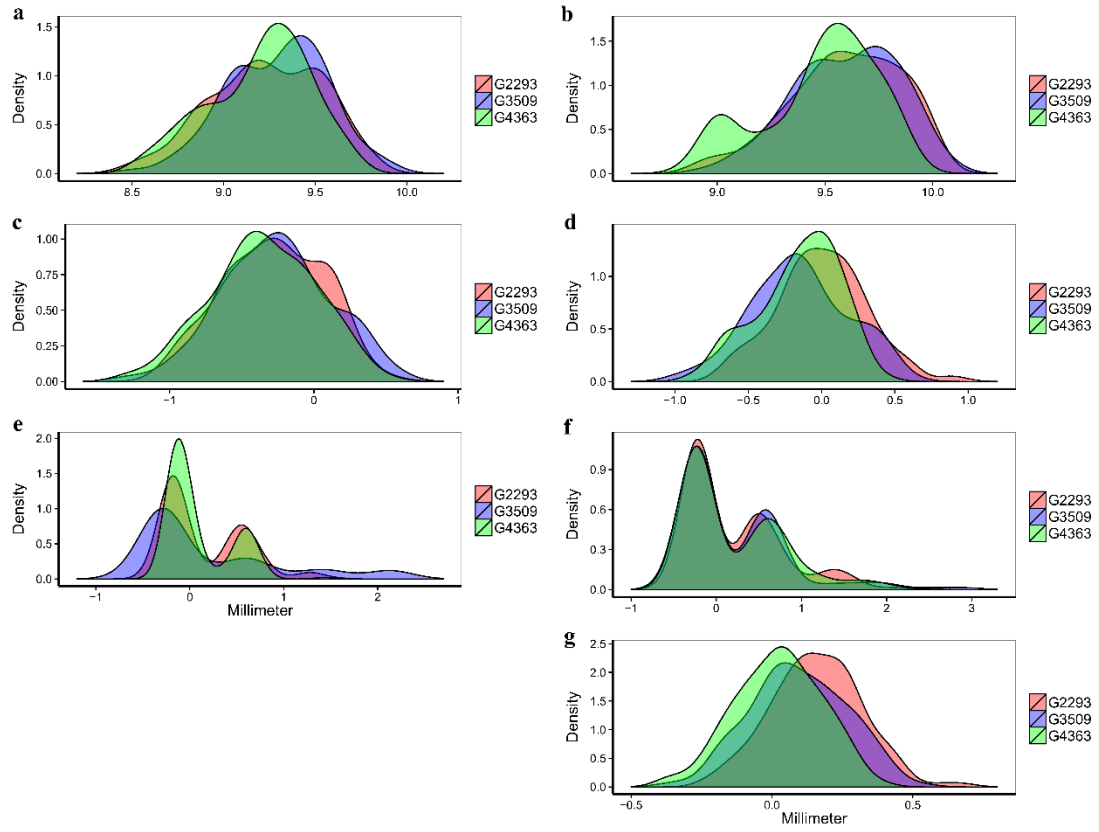 a
Density
1.5
1.0
0.5
0.0
8.5 9.0 9.5 10.0
G2293
G3509
G4363
b
Density
1.5
1.0
0.5
0.0
9.0 9.5 10.0
G2293
G3509
G4363
c
Density
1.00
0.75
0.50
0.25
0.00
−1 0 1
G2293
G3509
G4363
d
Density
1.0
0.5
0.0
−1.0 −0.5 0.0 0.5 1.0
G2293
G3509
G4363
e
Density
2.0
1.5
1.0
0.5
0.0
−1 0 1 2
Millimeter
G2293
G3509
G4363
f
Density
0.9
0.6
0.3
0.0
−1 0 1 2 3
G2293
G3509
G4363
g
Density
2.5
2.0
1.5
1.0
0.5
0.0
−0.5 0.0 0.5
Millimeter
G2293
G3509
G4363